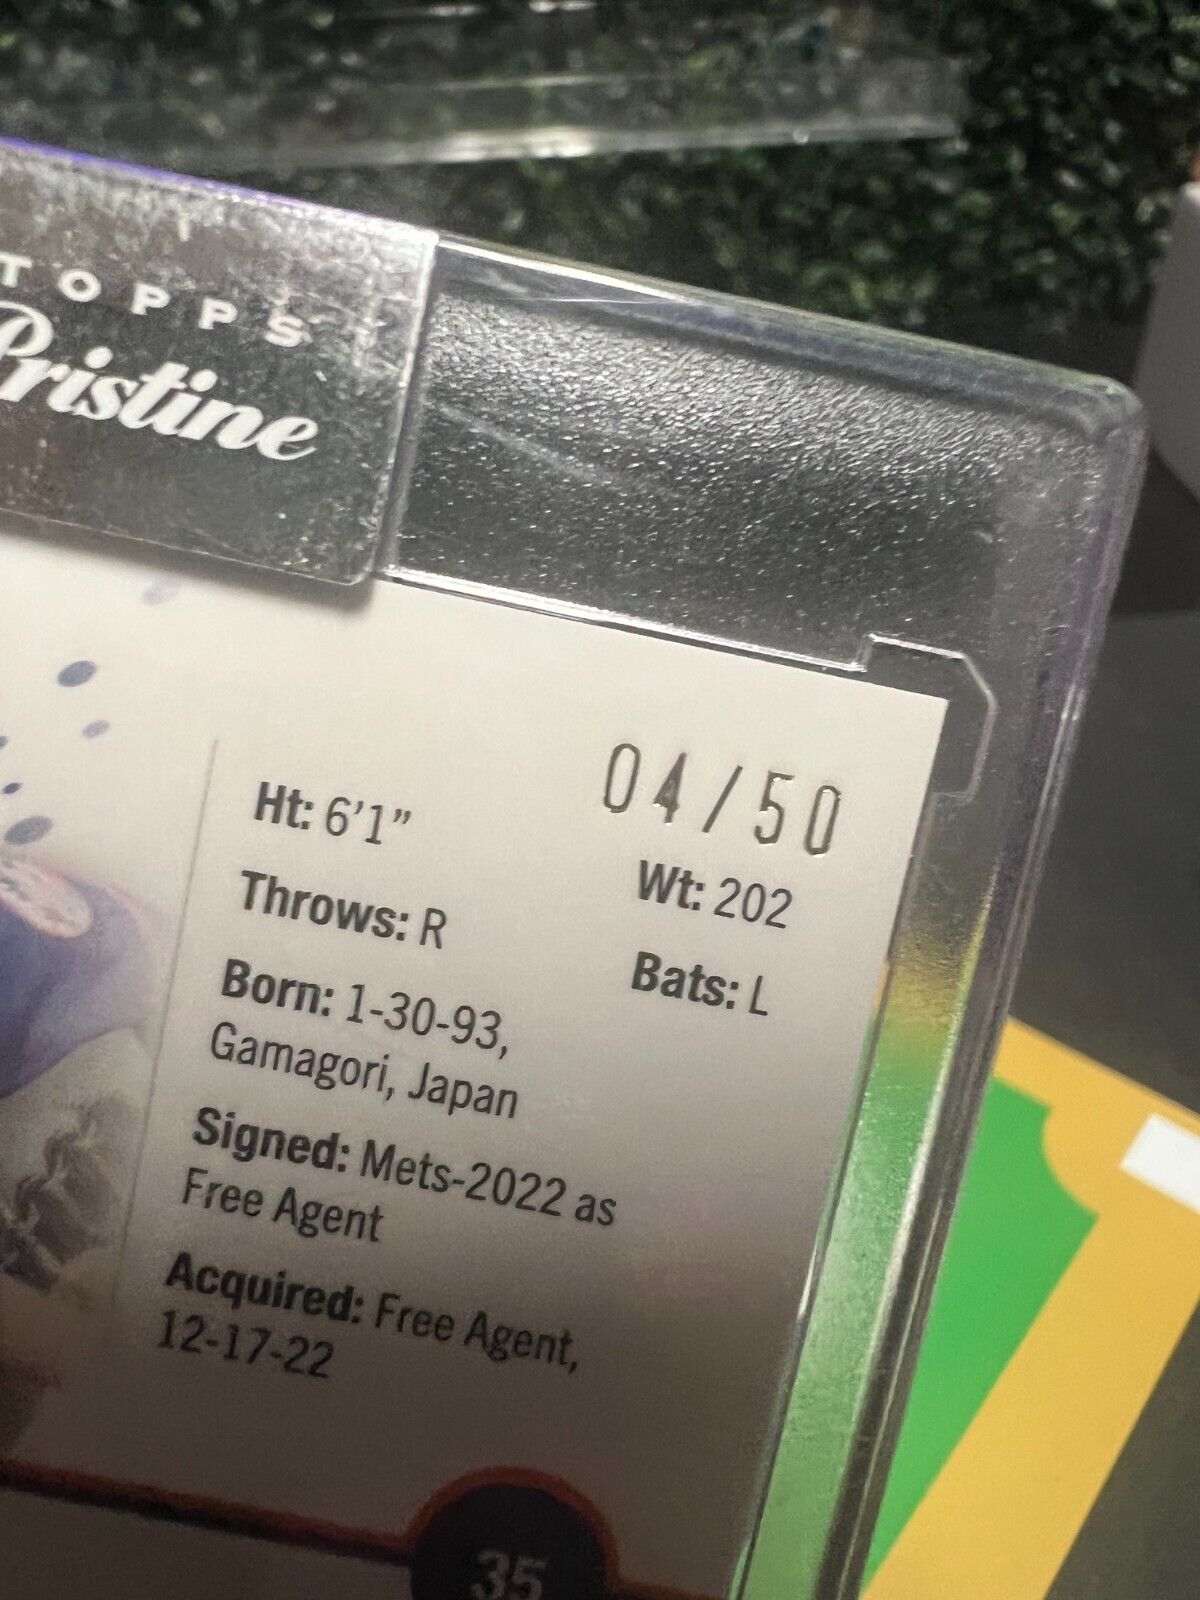 TOPPS
Pristine
04/50
Ht: 6'1" Wt: 202
Throws: R Bats: L
Born: 1-30-93,
Gamagori, Japan
Signed: Mets-2022 as
Free Agent
Acquired: Free Agent,
12-17-22
35